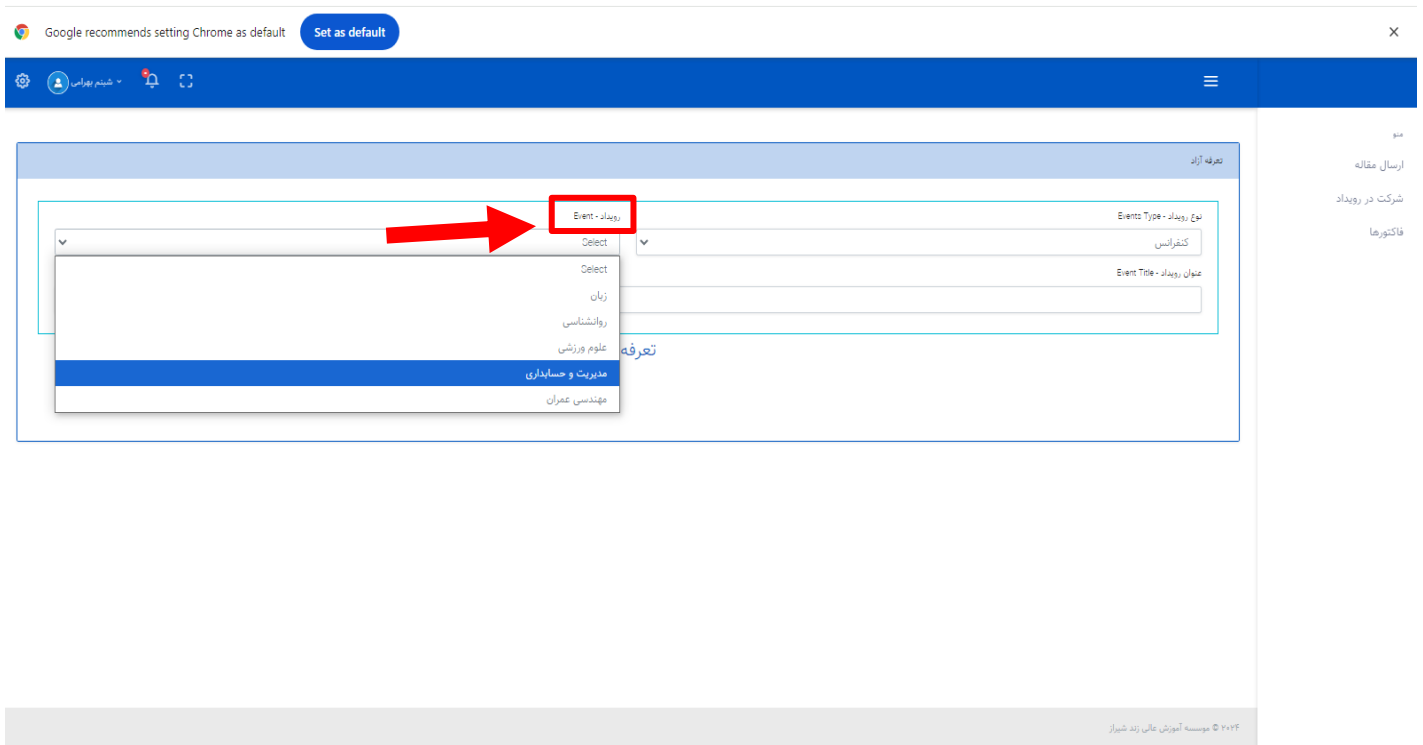 Google recommends setting Chrome as default
Set as default
شبنم بهرامی
منو
ارسال مقاله
شرکت در رویداد
فاکتورها
تعرفه آزاد
نوع رویداد - Events Type
رویداد - Event
کنفرانس
Select
عنوان رویداد - Event Title
Select
زبان
روانشناسی
علوم ورزشی
مدیریت و حسابداری
مهندسی عمران
تعرفه
۲۰۲۴ © موسسه آموزش عالی زند شیراز